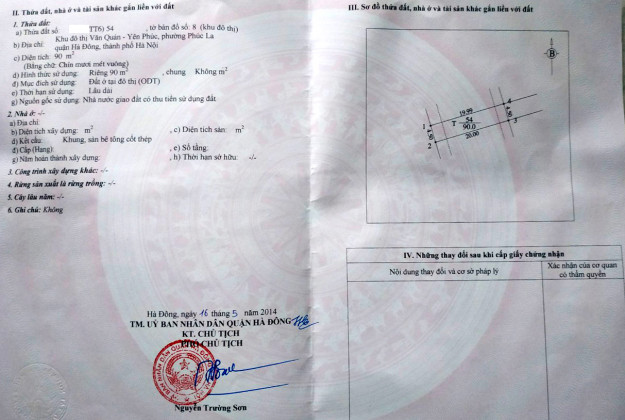 II. Thửa đất, nhà ở và tài sản khác gắn liền với đất
1. Thửa đất:
a) Thửa đất số: TT6) 54 , tờ bản đồ số: 8 (khu đô thị)
b) Địa chỉ: Khu đô thị Văn Quán - Yên Phúc, phường Phúc La
quận Hà Đông, thành phố Hà Nội
c) Diện tích: 90 m²
(Bằng chữ: Chín mươi mét vuông)
d) Hình thức sử dụng: Riêng 90 m² , chung Không m²
đ) Mục đích sử dụng: Đất ở tại đô thị (ODT)
e) Thời hạn sử dụng: Lâu dài
g) Nguồn gốc sử dụng: Nhà nước giao đất có thu tiền sử dụng đất
2. Nhà ở: -/-
a) Địa chỉ:
b) Diện tích xây dựng: m² , c) Diện tích sàn: m²
d) Kết cấu: Khung, sàn bê tông cốt thép
đ) Cấp (Hạng): , e) Số tầng:
g) Năm hoàn thành xây dựng: , h) Thời hạn sở hữu: -/-
3. Công trình xây dựng khác: -/-
4. Rừng sản xuất là rừng trồng: -/-
5. Cây lâu năm: -/-
6. Ghi chú: Không
Hà Đông, ngày 16 tháng 5 năm 2014
TM. UỶ BAN NHÂN DÂN QUẬN HÀ ĐÔNG
KT. CHỦ TỊCH
PHÓ CHỦ TỊCH
Nguyễn Trường Sơn
III. Sơ đồ thửa đất, nhà ở và tài sản khác gắn liền với đất
B
19.99
4
1
T 54
90.0
3
4.50
4.50
2
20.00
IV. Những thay đổi sau khi cấp giấy chứng nhận
Nội dung thay đổi và cơ sở pháp lý
Xác nhận của cơ quan
có thẩm quyền